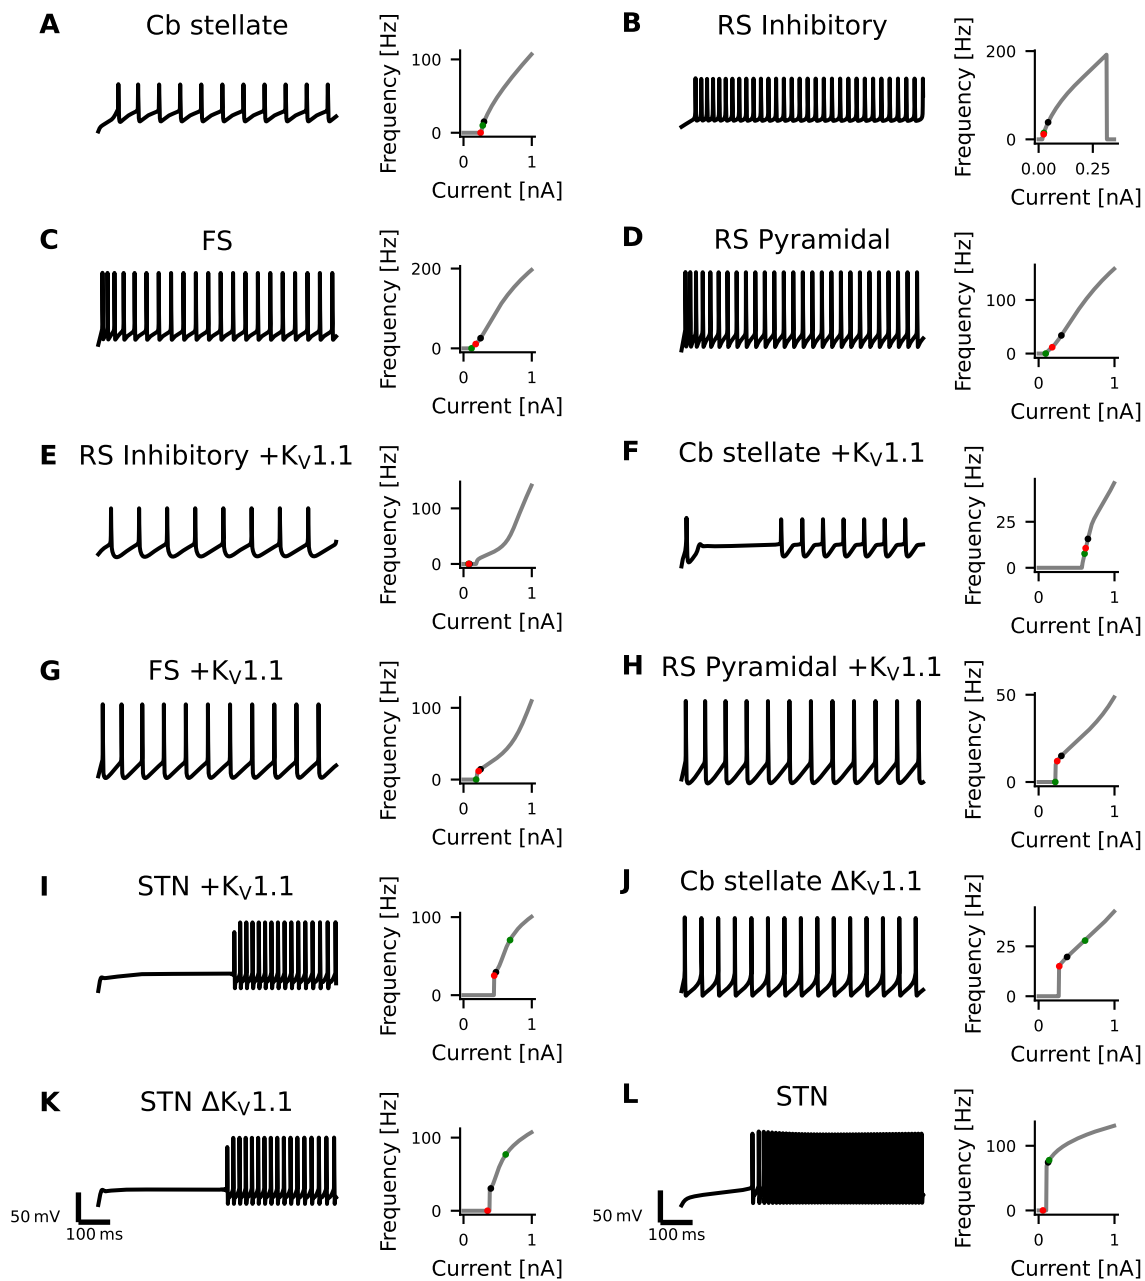 A
Cb stellate
Frequency [Hz]
100
0
0
1
Current [nA]
B
RS Inhibitory
Frequency [Hz]
200
0
0.00
0.25
Current [nA]
C
FS
Frequency [Hz]
200
0
0
1
Current [nA]
D
RS Pyramidal
Frequency [Hz]
100
0
0
1
Current [nA]
E
RS Inhibitory +KV1.1
Frequency [Hz]
100
0
0
1
Current [nA]
F
Cb stellate +KV1.1
Frequency [Hz]
25
0
0
1
Current [nA]
G
FS +KV1.1
Frequency [Hz]
100
0
0
1
Current [nA]
H
RS Pyramidal +KV1.1
Frequency [Hz]
50
0
0
1
Current [nA]
I
STN +KV1.1
Frequency [Hz]
100
0
0
1
Current [nA]
J
Cb stellate ΔKV1.1
Frequency [Hz]
25
0
0
1
Current [nA]
K
STN ΔKV1.1
50 mV
100 ms
Frequency [Hz]
100
0
0
1
Current [nA]
L
STN
50 mV
100 ms
Frequency [Hz]
100
0
0
1
Current [nA]